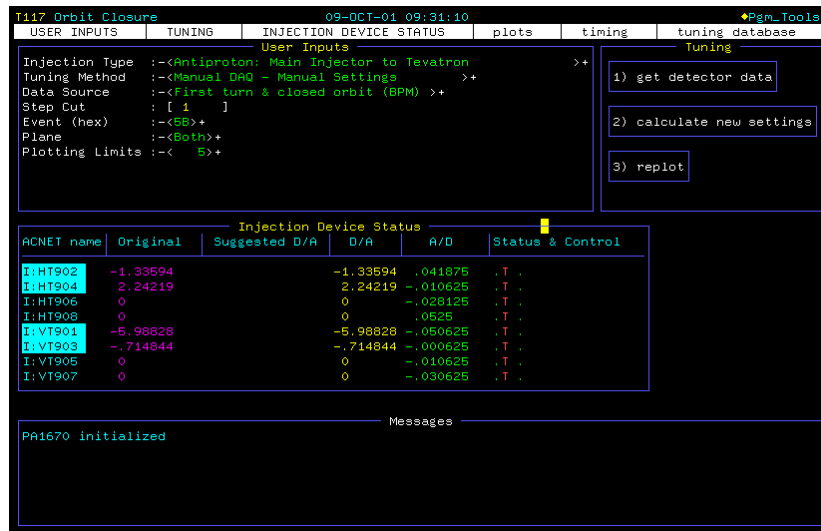 T117 Orbit Closure 09-OCT-01 09:31:10 ◆Pgm_Tools
USER INPUTS TUNING INJECTION DEVICE STATUS plots timing tuning database
User Inputs
Injection Type :-<Antiproton: Main Injector to Tevatron >+
Tuning Method :-<Manual DAQ - Manual Settings >+
Data Source :-<First turn & closed orbit (BPM) >+
Step Cut : [ 1 ]
Event (hex) :-<5B>+
Plane :-<Both>+
Plotting Limits :-< 5>+
Tuning
1) get detector data
2) calculate new settings
3) replot
Injection Device Status
ACNET name Original Suggested D/A D/A A/D Status & Control
I:HT902 -1.33594 -1.33594 .041875 .T .
I:HT904 2.24219 2.24219 -.010625 .T .
I:HT906 0 0 -.028125 .T .
I:HT908 0 0 .0525 .T .
I:VT901 -5.98828 -5.98828 -.050625 .T .
I:VT903 -.714844 -.714844 -.000625 .T .
I:VT905 0 0 -.010625 .T .
I:VT907 0 0 -.030625 .T .
Messages
PA1670 initialized